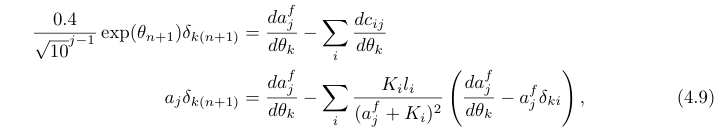 \frac{0.4}{\sqrt{10}^{j-1}} \exp(\theta_{n+1})\delta_{k(n+1)} = \frac{da_j^f}{d\theta_k} - \sum_i \frac{dc_{ij}}{d\theta_k}
a_j\delta_{k(n+1)} = \frac{da_j^f}{d\theta_k} - \sum_i \frac{K_i l_i}{(a_j^f + K_i)^2} \left( \frac{da_j^f}{d\theta_k} - a_j^f \delta_{ki} \right), (4.9)